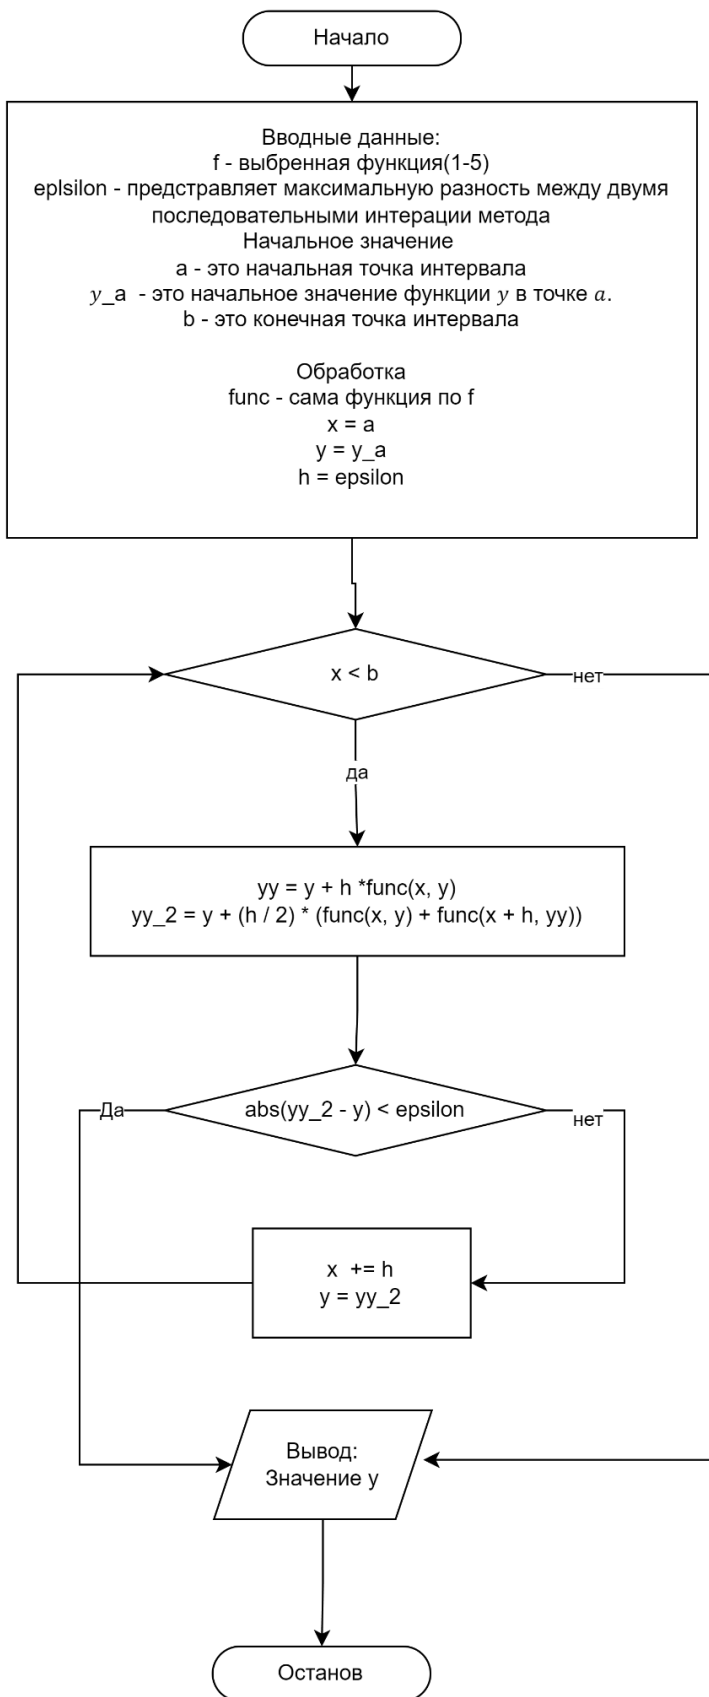 Начало
Вводные данные:
f - выбренная функция(1-5)
eplsilon - предстравляет максимальную разность между двумя
последовательными интерации метода
Начальное значение
a - это начальная точка интервала
y_a - это начальное значение функции y в точке a.
b - это конечная точка интервала
Обработка
func - сама функция по f
x = a
y = y_a
h = epsilon
x < b
нет
да
yy = y + h *func(x, y)
yy_2 = y + (h / 2) * (func(x, y) + func(x + h, yy))
Да
abs(yy_2 - y) < epsilon
нет
x += h
y = yy_2
Вывод:
Значение y
Останов